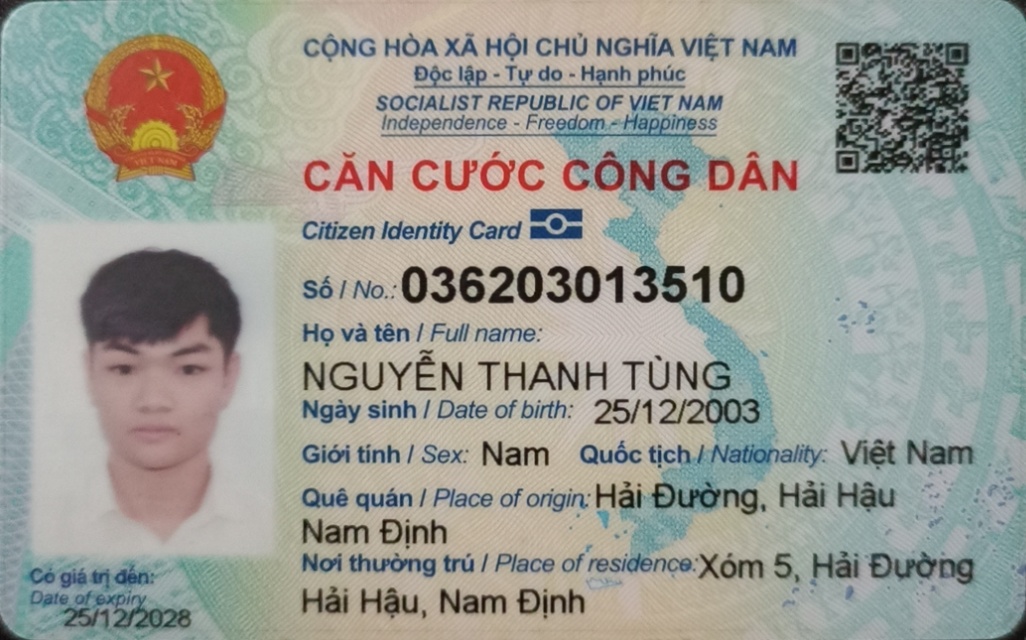 CỘNG HÒA XÃ HỘI CHỦ NGHĨA VIỆT NAM
Độc lập - Tự do - Hạnh phúc
SOCIALIST REPUBLIC OF VIET NAM
Independence - Freedom - Happiness
CĂN CƯỚC CÔNG DÂN
Citizen Identity Card
Số / No.: 036203013510
Họ và tên / Full name:
NGUYỄN THANH TÙNG
Ngày sinh / Date of birth: 25/12/2003
Giới tính / Sex: Nam Quốc tịch / Nationality: Việt Nam
Quê quán / Place of origin: Hải Đường, Hải Hậu
Nam Định
Nơi thường trú / Place of residence: Xóm 5, Hải Đường
Hải Hậu, Nam Định
Có giá trị đến:
Date of expiry
25/12/2028
VIỆT NAM